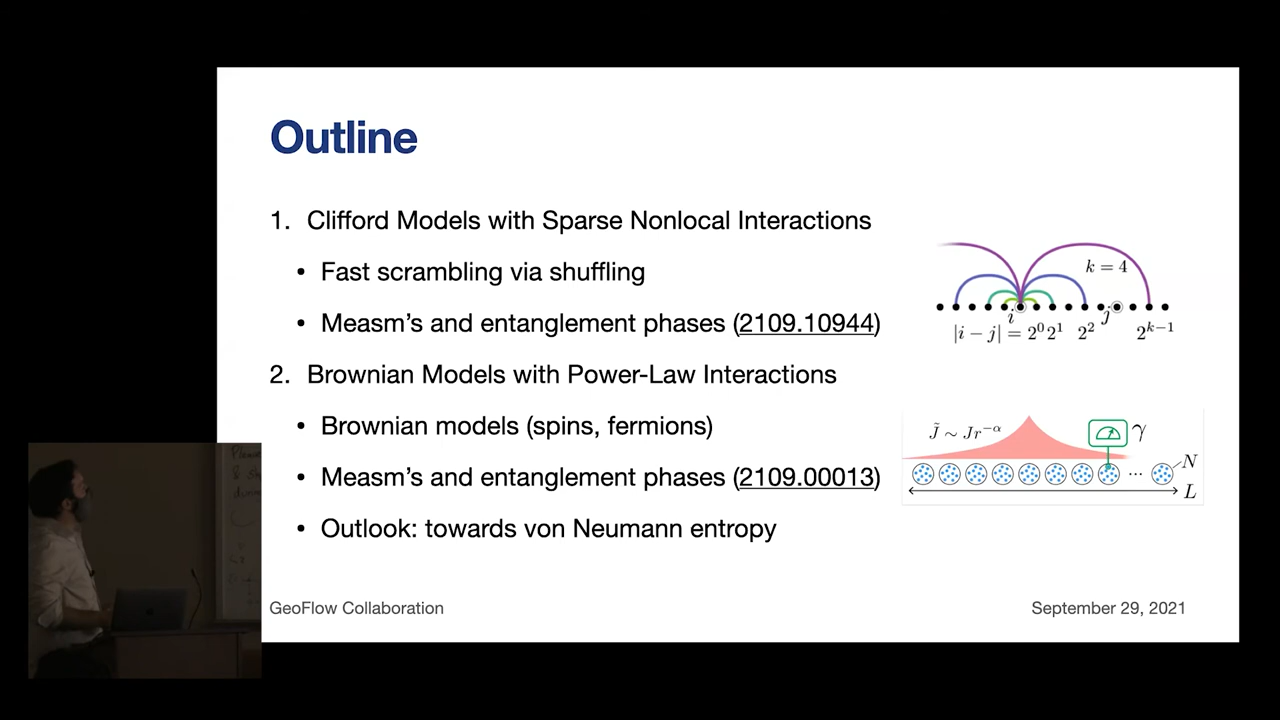 Outline
1. Clifford Models with Sparse Nonlocal Interactions
• Fast scrambling via shuffling
• Measm's and entanglement phases (2109.10944)
2. Brownian Models with Power-Law Interactions
• Brownian models (spins, fermions)
• Measm's and entanglement phases (2109.00013)
• Outlook: towards von Neumann entropy
k = 4
i
j
|i − j| = 2⁰ 2¹ 2² 2ᵏ⁻¹
J̃ ∼ Jr⁻ᵅ
γ
N
...
L
GeoFlow Collaboration
September 29, 2021